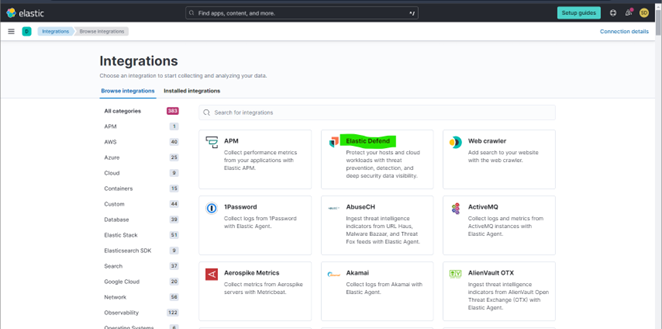 elastic
Find apps, content, and more.
Setup guides
D
Integrations
Browse integrations
Connection details
Integrations
Choose an integration to start collecting and analyzing your data.
Browse integrations
Installed integrations
All categories 383
APM 1
AWS 40
Azure 25
Cloud 9
Containers 15
Custom 44
Database 39
Elastic Stack 51
Elasticsearch SDK 9
Search 37
Google Cloud 20
Network 56
Observability 122
Operating Systems
Search for integrations
APM
Collect performance metrics
from your applications with
Elastic APM.
Elastic Defend
Protect your hosts and cloud
workloads with threat
prevention, detection, and
deep security data visibility.
Web crawler
Add search to your website
with the web crawler.
1Password
Collect logs from 1Password
with Elastic Agent.
AbuseCH
Ingest threat intelligence
indicators from URL Haus,
Malware Bazaar, and Threat
Fox feeds with Elastic Agent.
ActiveMQ
Collect logs and metrics from
ActiveMQ instances with
Elastic Agent.
Aerospike Metrics
Collect metrics from Aerospike
servers with Metricbeat.
Akamai
Collect logs from Akamai with
Elastic Agent.
AlienVault OTX
Ingest threat intelligence
indicators from AlienVault Open
Threat Exchange (OTX) with
Elastic Agent.